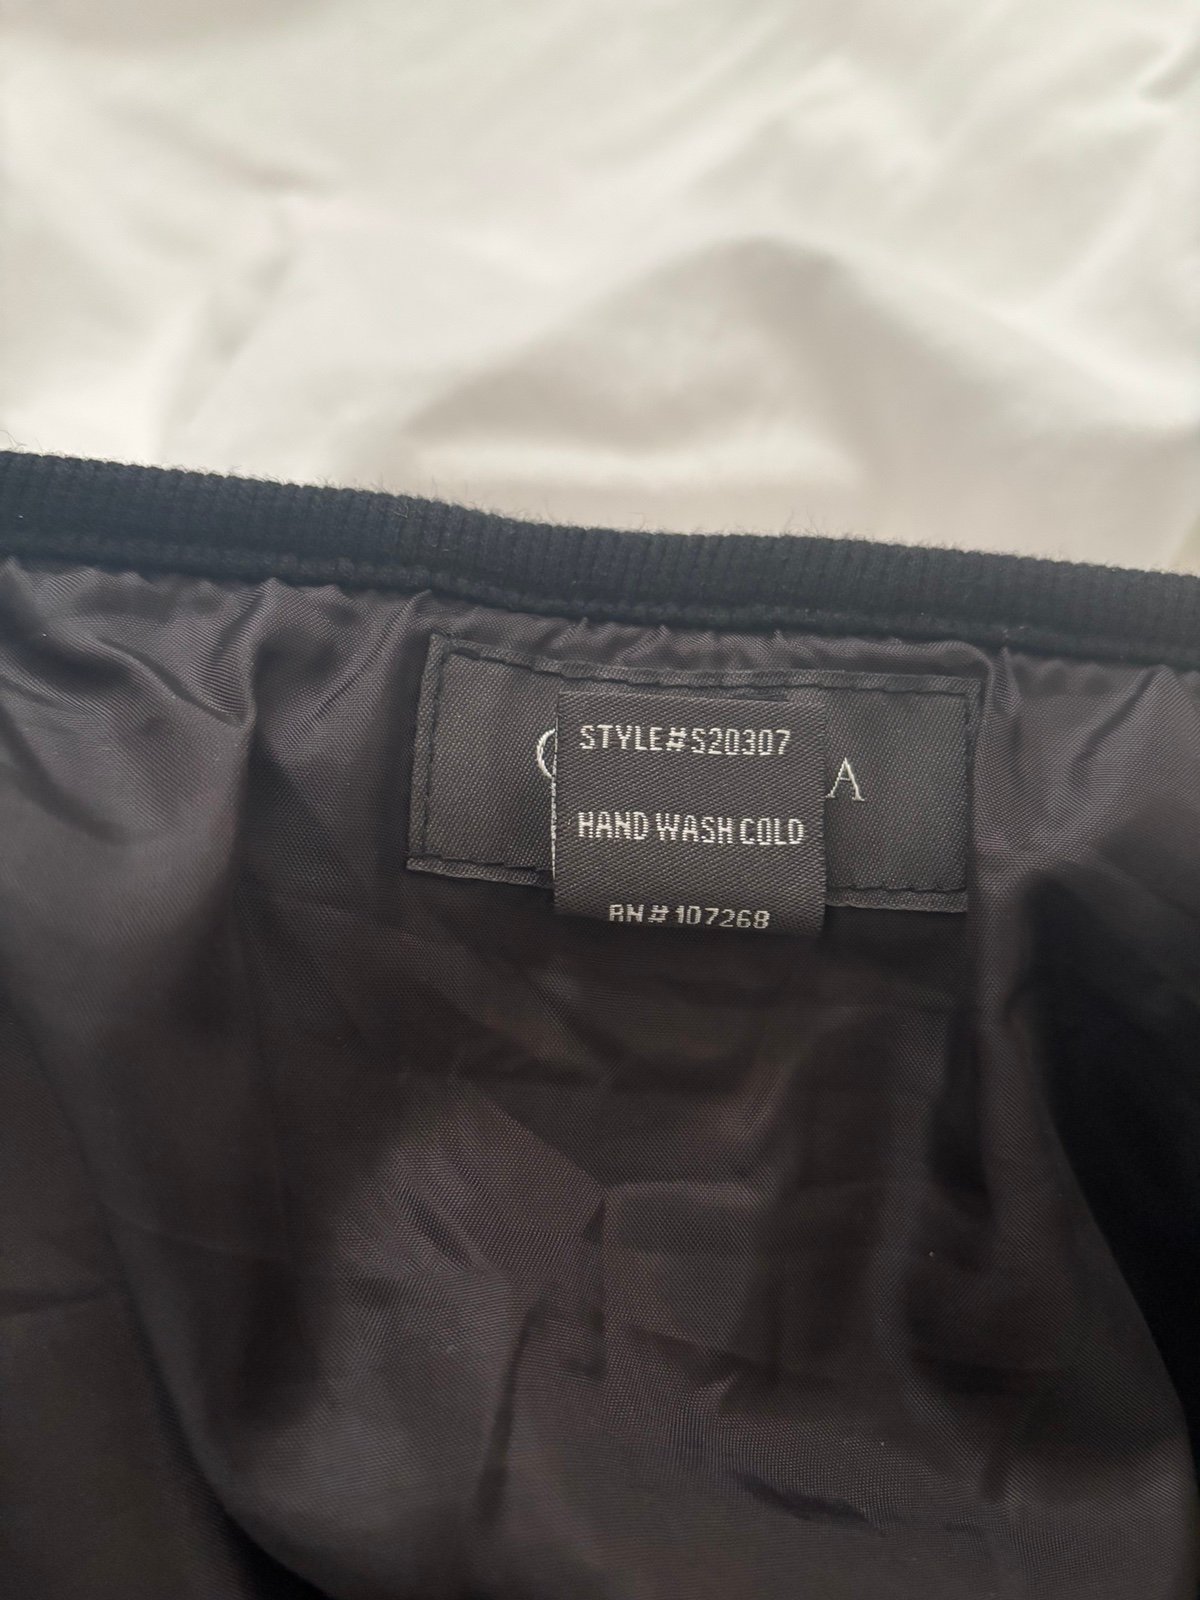 STYLE#S20307
A
HAND WASH COLD
RN#107268